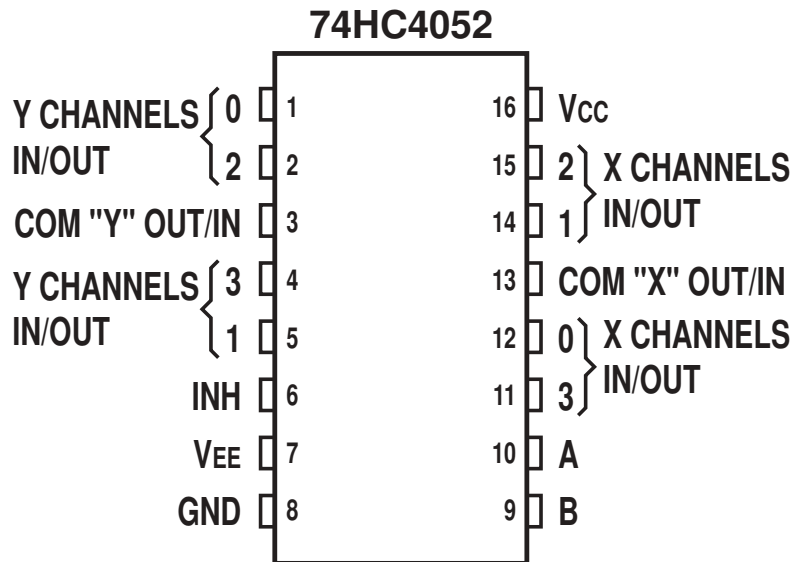 74HC4052
Y CHANNELS IN/OUT
0 1
2 2
COM "Y" OUT/IN 3
Y CHANNELS IN/OUT
3 4
1 5
INH 6
VEE 7
GND 8
16 VCC
15 2
14 1
X CHANNELS IN/OUT
13 COM "X" OUT/IN
12 0
11 3
X CHANNELS IN/OUT
10 A
9 B